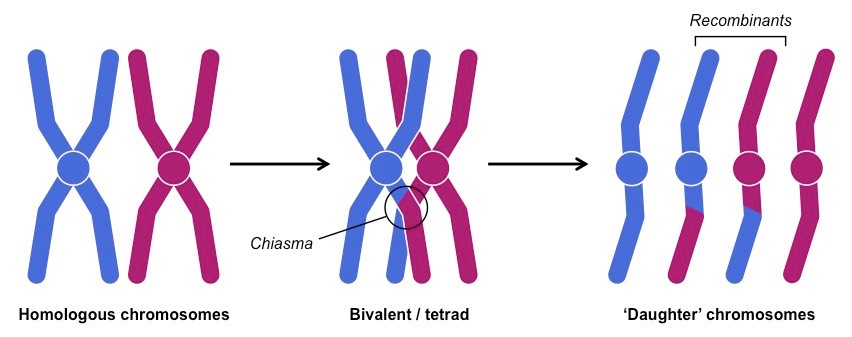 Recombinants
Chiasma
Homologous chromosomes
Bivalent / tetrad
‘Daughter’ chromosomes